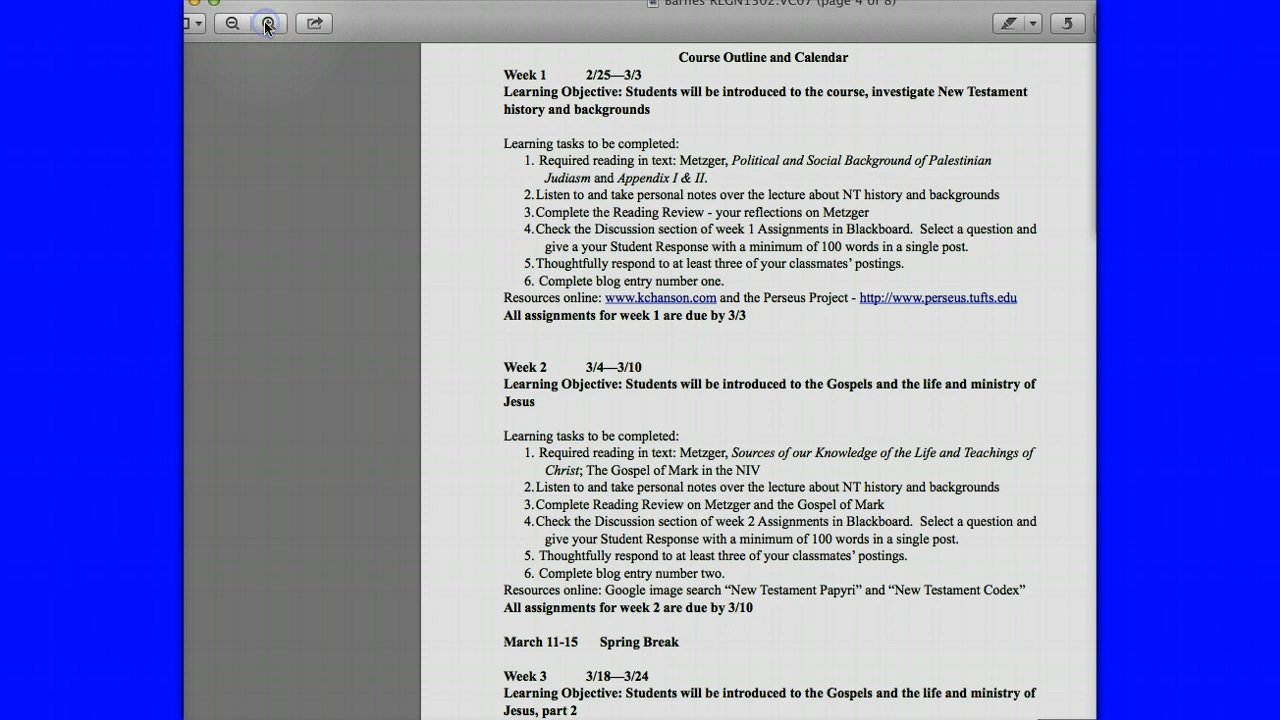 Course Outline and Calendar
Week 1 2/25—3/3
Learning Objective: Students will be introduced to the course, investigate New Testament
history and backgrounds
Learning tasks to be completed:
1. Required reading in text: Metzger, Political and Social Background of Palestinian
Judiasm and Appendix I & II.
2. Listen to and take personal notes over the lecture about NT history and backgrounds
3. Complete the Reading Review - your reflections on Metzger
4. Check the Discussion section of week 1 Assignments in Blackboard. Select a question and
give a your Student Response with a minimum of 100 words in a single post.
5. Thoughtfully respond to at least three of your classmates' postings.
6. Complete blog entry number one.
Resources online: www.kchanson.com and the Perseus Project - http://www.perseus.tufts.edu
All assignments for week 1 are due by 3/3
Week 2 3/4—3/10
Learning Objective: Students will be introduced to the Gospels and the life and ministry of
Jesus
Learning tasks to be completed:
1. Required reading in text: Metzger, Sources of our Knowledge of the Life and Teachings of
Christ; The Gospel of Mark in the NIV
2. Listen to and take personal notes over the lecture about NT history and backgrounds
3. Complete Reading Review on Metzger and the Gospel of Mark
4. Check the Discussion section of week 2 Assignments in Blackboard. Select a question and
give your Student Response with a minimum of 100 words in a single post.
5. Thoughtfully respond to at least three of your classmates' postings.
6. Complete blog entry number two.
Resources online: Google image search “New Testament Papyri” and “New Testament Codex”
All assignments for week 2 are due by 3/10
March 11-15 Spring Break
Week 3 3/18—3/24
Learning Objective: Students will be introduced to the Gospels and the life and ministry of
Jesus, part 2